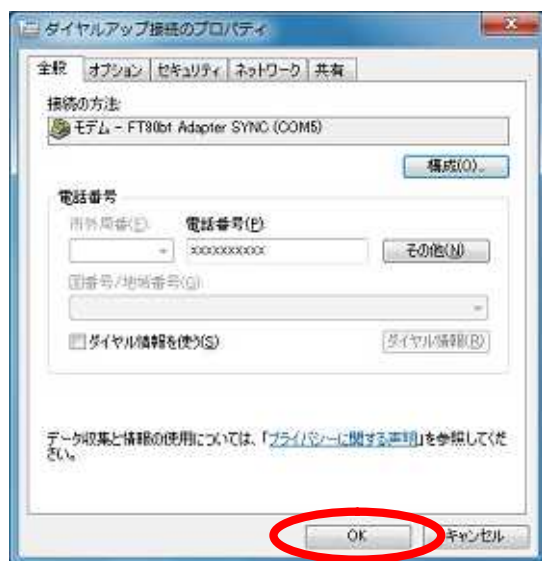 ダイヤルアップ接続のプロパティ
全般 オプション セキュリティ ネットワーク 共有
接続の方法:
モデム - FT80bt Adapter SYNC (COM5)
構成(O)...
電話番号
市外局番(E): 電話番号(P):
xxxxxxxxxx その他(N)
国番号/地域番号(G):
ダイヤル情報を使う(S) ダイヤル情報(R)
データ収集と情報の使用については、「プライバシーに関する声明」を参照してくだ
さい。
OK キャンセル